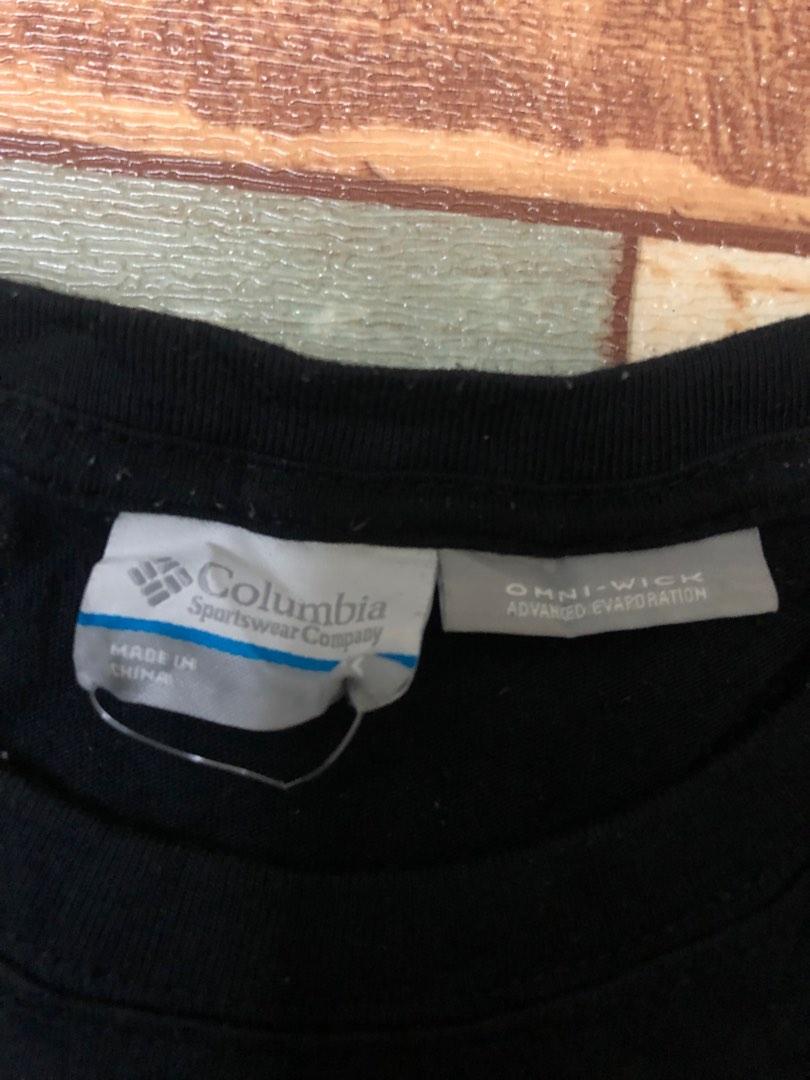 Columbia
Sportswear Company
MADE IN
CHINA
OMNI-WICK
ADVANCED EVAPORATION